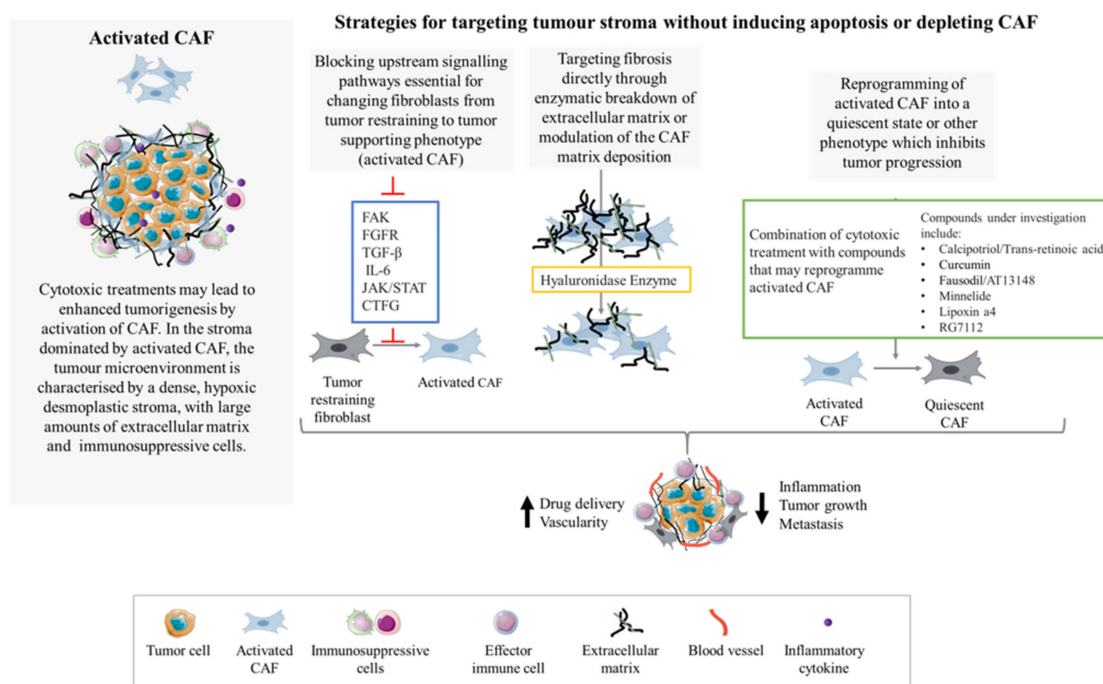 Strategies for targeting tumour stroma without inducing apoptosis or depleting CAF
Activated CAF
Cytotoxic treatments may lead to
enhanced tumorigenesis by
activation of CAF. In the stroma
dominated by activated CAF, the
tumour microenvironment is
characterised by a dense, hypoxic
desmoplastic stroma, with large
amounts of extracellular matrix
and immunosuppressive cells.
Blocking upstream signalling
pathways essential for
changing fibroblasts from
tumor restraining to tumor
supporting phenotype
(activated CAF)
FAK
FGFR
TGF-β
IL-6
JAK/STAT
CTFG
Tumor
restraining
fibroblast
Activated CAF
Targeting fibrosis
directly through
enzymatic breakdown of
extracellular matrix or
modulation of the CAF
matrix deposition
Hyaluronidase Enzyme
Reprogramming of
activated CAF into a
quiescent state or other
phenotype which inhibits
tumor progression
Combination of cytotoxic
treatment with compounds
that may reprogramme
activated CAF
Compounds under investigation
include:
• Calcipotriol/Trans-retinoic acid
• Curcumin
• Fausodil/AT13148
• Minnelide
• Lipoxin a4
• RG7112
Activated
CAF
Quiescent
CAF
Drug delivery
Vascularity
Inflammation
Tumor growth
Metastasis
Tumor cell
Activated
CAF
Immunosuppressive
cells
Effector
immune cell
Extracellular
matrix
Blood vessel
Inflammatory
cytokine